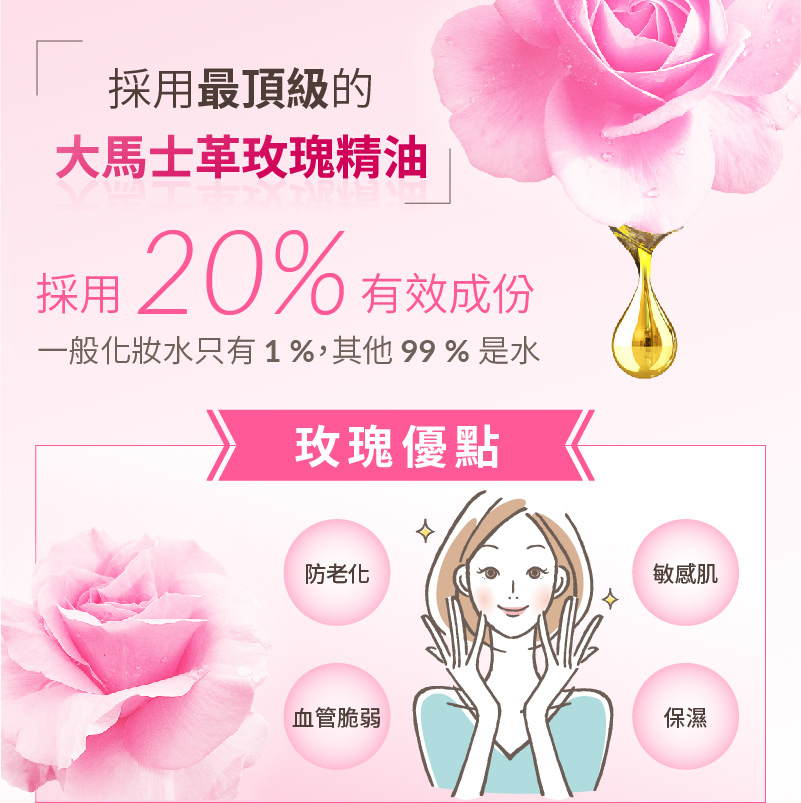 採用最頂級的
大馬士革玫瑰精油
採用20%有效成份
一般化妝水只有 1 %，其他 99 % 是水
玫瑰優點
防老化
敏感肌
血管脆弱
保濕